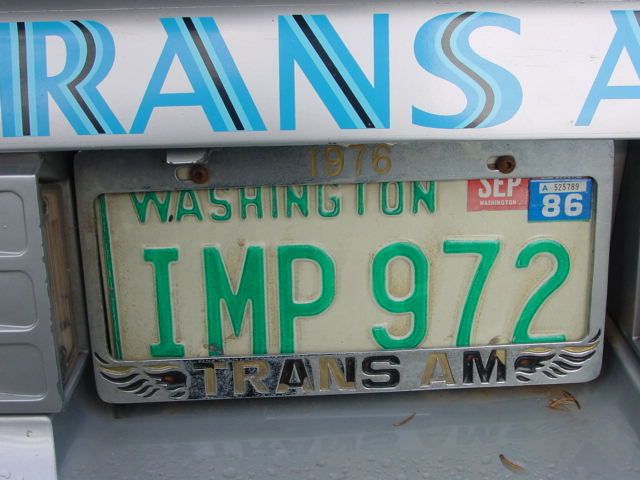 TRANS A
1976
WASHINGTON
SEP
WASHINGTON
A 525789
86
IMP 972
TRANS AM